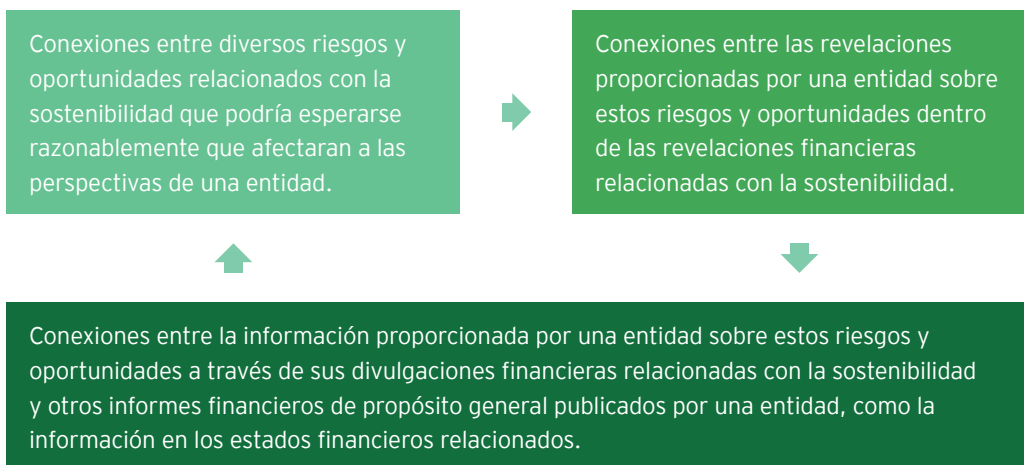 Conexiones entre diversos riesgos y
oportunidades relacionados con la
sostenibilidad que podría esperarse
razonablemente que afectaran a las
perspectivas de una entidad.
Conexiones entre las revelaciones
proporcionadas por una entidad sobre
estos riesgos y oportunidades dentro
de las revelaciones financieras
relacionadas con la sostenibilidad.
Conexiones entre la información proporcionada por una entidad sobre estos riesgos y
oportunidades a través de sus divulgaciones financieras relacionadas con la sostenibilidad
y otros informes financieros de propósito general publicados por una entidad, como la
información en los estados financieros relacionados.